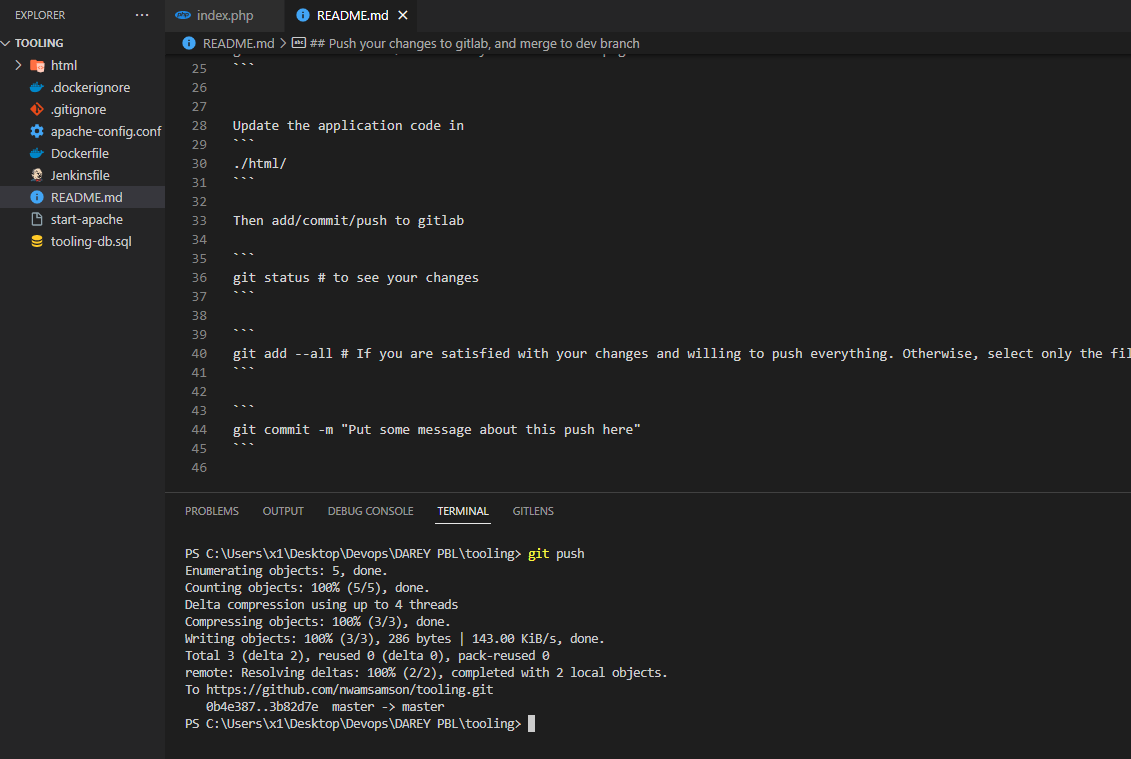 EXPLORER ...
TOOLING
html
.dockerignore
.gitignore
apache-config.conf
Dockerfile
Jenkinsfile
README.md
start-apache
tooling-db.sql
php index.php
README.md
README.md > abc ## Push your changes to gitlab, and merge to dev branch
25 ```
26
27
28 Update the application code in
29 ```
30 ./html/
31 ```
32
33 Then add/commit/push to gitlab
34
35 ```
36 git status # to see your changes
37 ```
38
39 ```
40 git add --all # If you are satisfied with your changes and willing to push everything. Otherwise, select only the fil
41 ```
42
43 ```
44 git commit -m "Put some message about this push here"
45 ```
46
PROBLEMS OUTPUT DEBUG CONSOLE TERMINAL GITLENS
PS C:\Users\x1\Desktop\Devops\DAREY PBL\tooling> git push
Enumerating objects: 5, done.
Counting objects: 100% (5/5), done.
Delta compression using up to 4 threads
Compressing objects: 100% (3/3), done.
Writing objects: 100% (3/3), 286 bytes | 143.00 KiB/s, done.
Total 3 (delta 2), reused 0 (delta 0), pack-reused 0
remote: Resolving deltas: 100% (2/2), completed with 2 local objects.
To https://github.com/nwamsamson/tooling.git
0b4e387..3b82d7e master -> master
PS C:\Users\x1\Desktop\Devops\DAREY PBL\tooling>